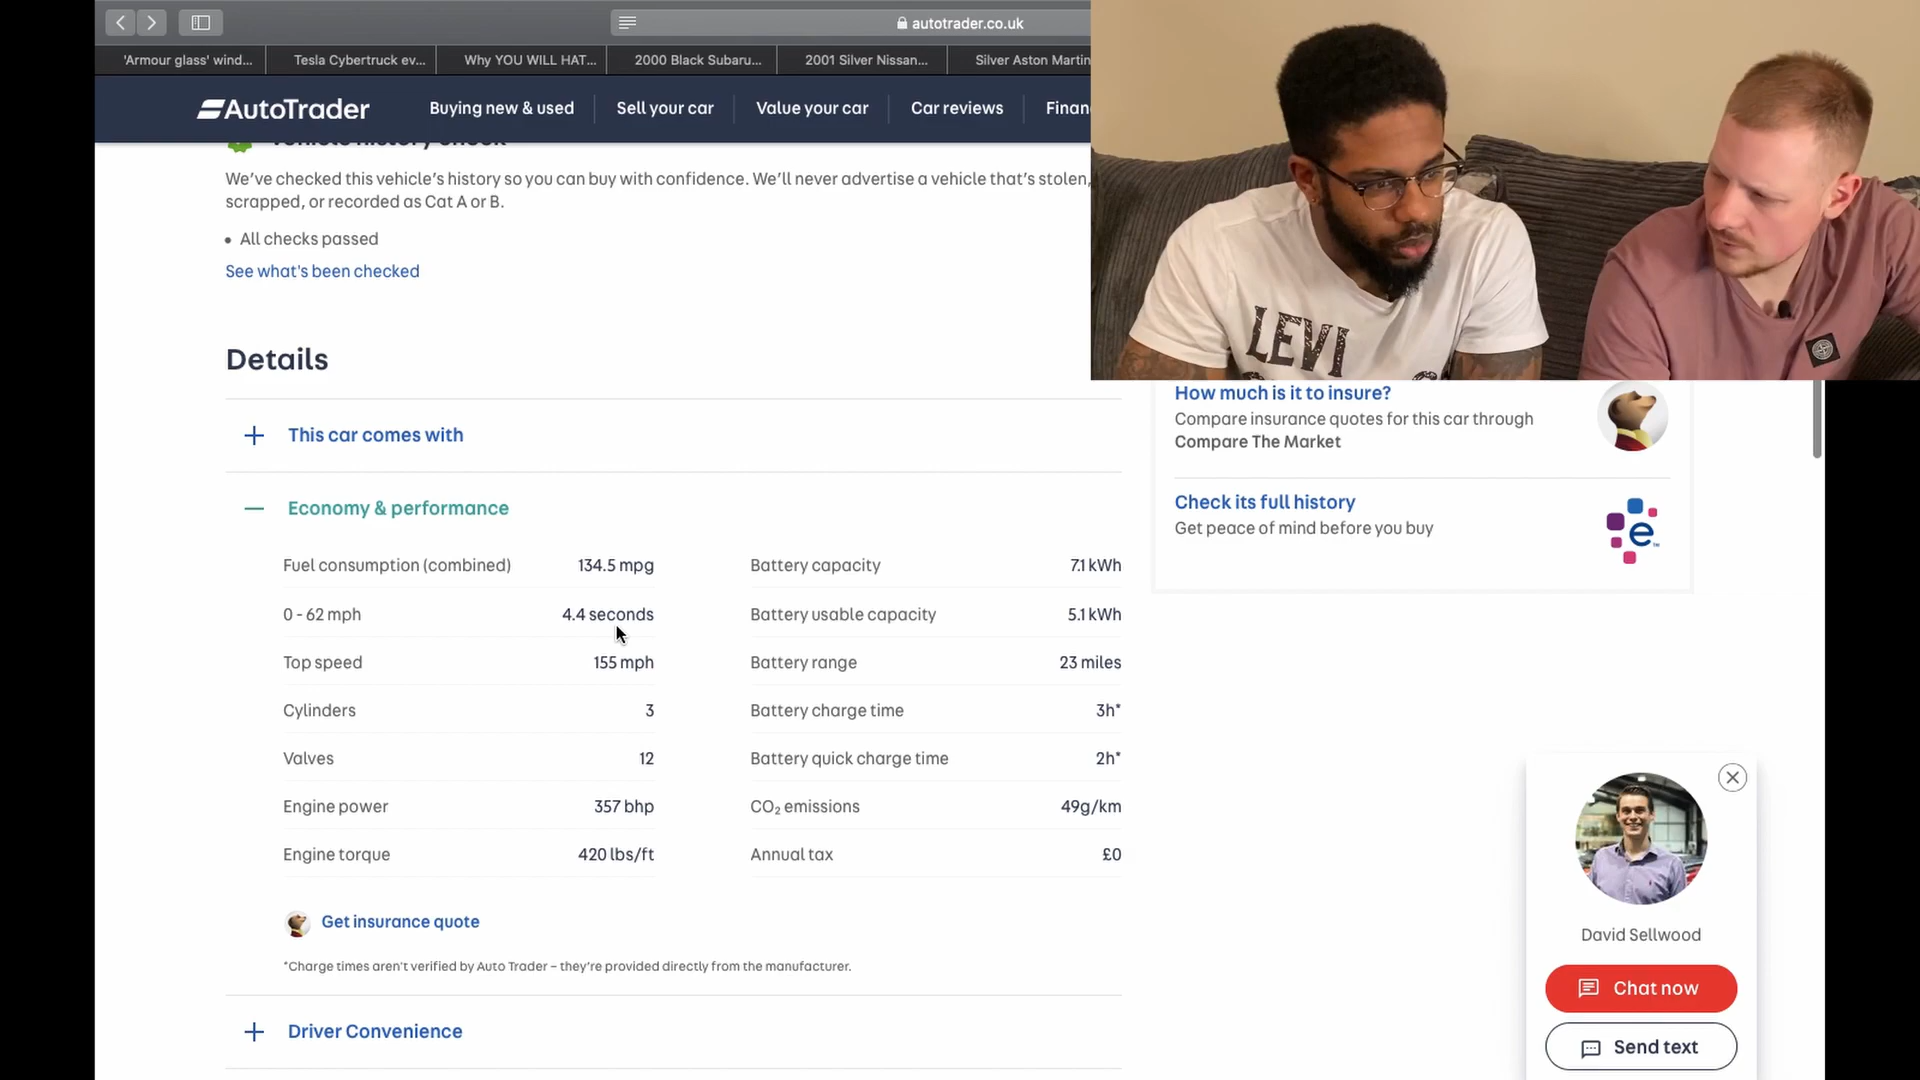 autotrader.co.uk
'Armour glass' wind...
Tesla Cybertruck ev...
Why YOU WILL HAT...
2000 Black Subaru...
2001 Silver Nissan...
Silver Aston Martin
AutoTrader
Buying new & used
Sell your car
Value your car
Car reviews
Finan
Vehicle history check
We've checked this vehicle's history so you can buy with confidence. We'll never advertise a vehicle that's stolen,
scrapped, or recorded as Cat A or B.
• All checks passed
See what's been checked
Details
This car comes with
Economy & performance
Fuel consumption (combined) 134.5 mpg
0 - 62 mph 4.4 seconds
Top speed 155 mph
Cylinders 3
Valves 12
Engine power 357 bhp
Engine torque 420 lbs/ft
Battery capacity 7.1 kWh
Battery usable capacity 5.1 kWh
Battery range 23 miles
Battery charge time 3h*
Battery quick charge time 2h*
CO₂ emissions 49g/km
Annual tax £0
Get insurance quote
*Charge times aren't verified by Auto Trader – they're provided directly from the manufacturer.
Driver Convenience
LEVI
How much is it to insure?
Compare insurance quotes for this car through
Compare The Market
Check its full history
Get peace of mind before you buy
e
David Sellwood
Chat now
Send text